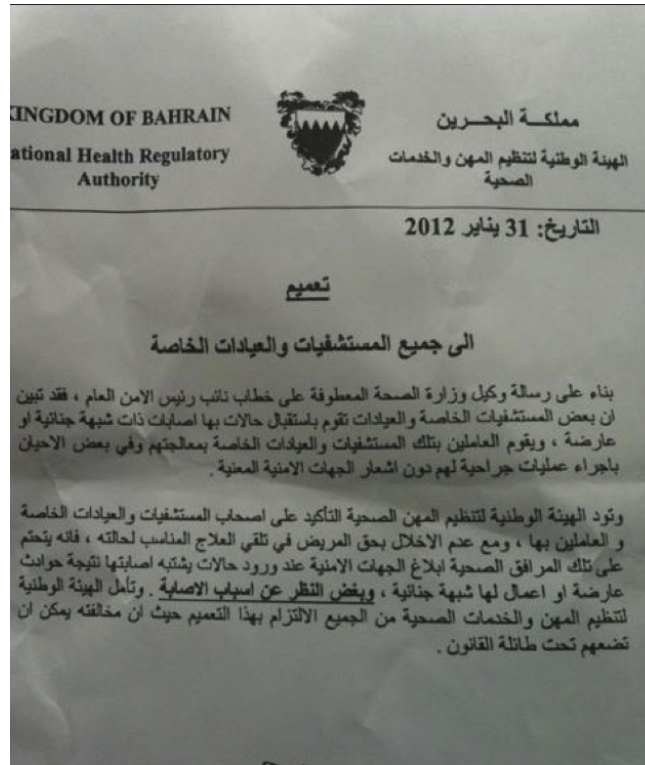 KINGDOM OF BAHRAIN
ational Health Regulatory
Authority
مملكـــة البحـــرين
الهيئة الوطنية لتنظيم المهن والخدمات
الصحية
التاريخ: 31 يناير 2012
تعميم
الى جميع المستشفيات والعيادات الخاصة
بناء على رسالة وكيل وزارة الصحة المعطوفة على خطاب نائب رئيس الامن العام ، فقد تبين
ان بعض المستشفيات الخاصة والعيادات تقوم باستقبال حالات بها اصابات ذات شبهة جنائية او
عارضة ، ويقوم العاملين بتلك المستشفيات والعيادات الخاصة بمعالجتهم وفي بعض الاحيان
باجراء عمليات جراحية لهم دون اشعار الجهات الامنية المعنية .
وتود الهيئة الوطنية لتنظيم المهن الصحية التأكيد على اصحاب المستشفيات والعيادات الخاصة
و العاملين بها ، ومع عدم الاخلال بحق المريض في تلقي العلاج المناسب لحالته ، فانه يتحتم
على تلك المرافق الصحية ابلاغ الجهات الامنية عند ورود حالات يشتبه اصابتها نتيجة حوادث
عارضة او اعمال لها شبهة جنائية ، وبغض النظر عن اسباب الاصابة . وتأمل الهيئة الوطنية
لتنظيم المهن والخدمات الصحية من الجميع الالتزام بهذا التعميم حيث ان مخالفته يمكن ان
تضعهم تحت طائلة القانون .